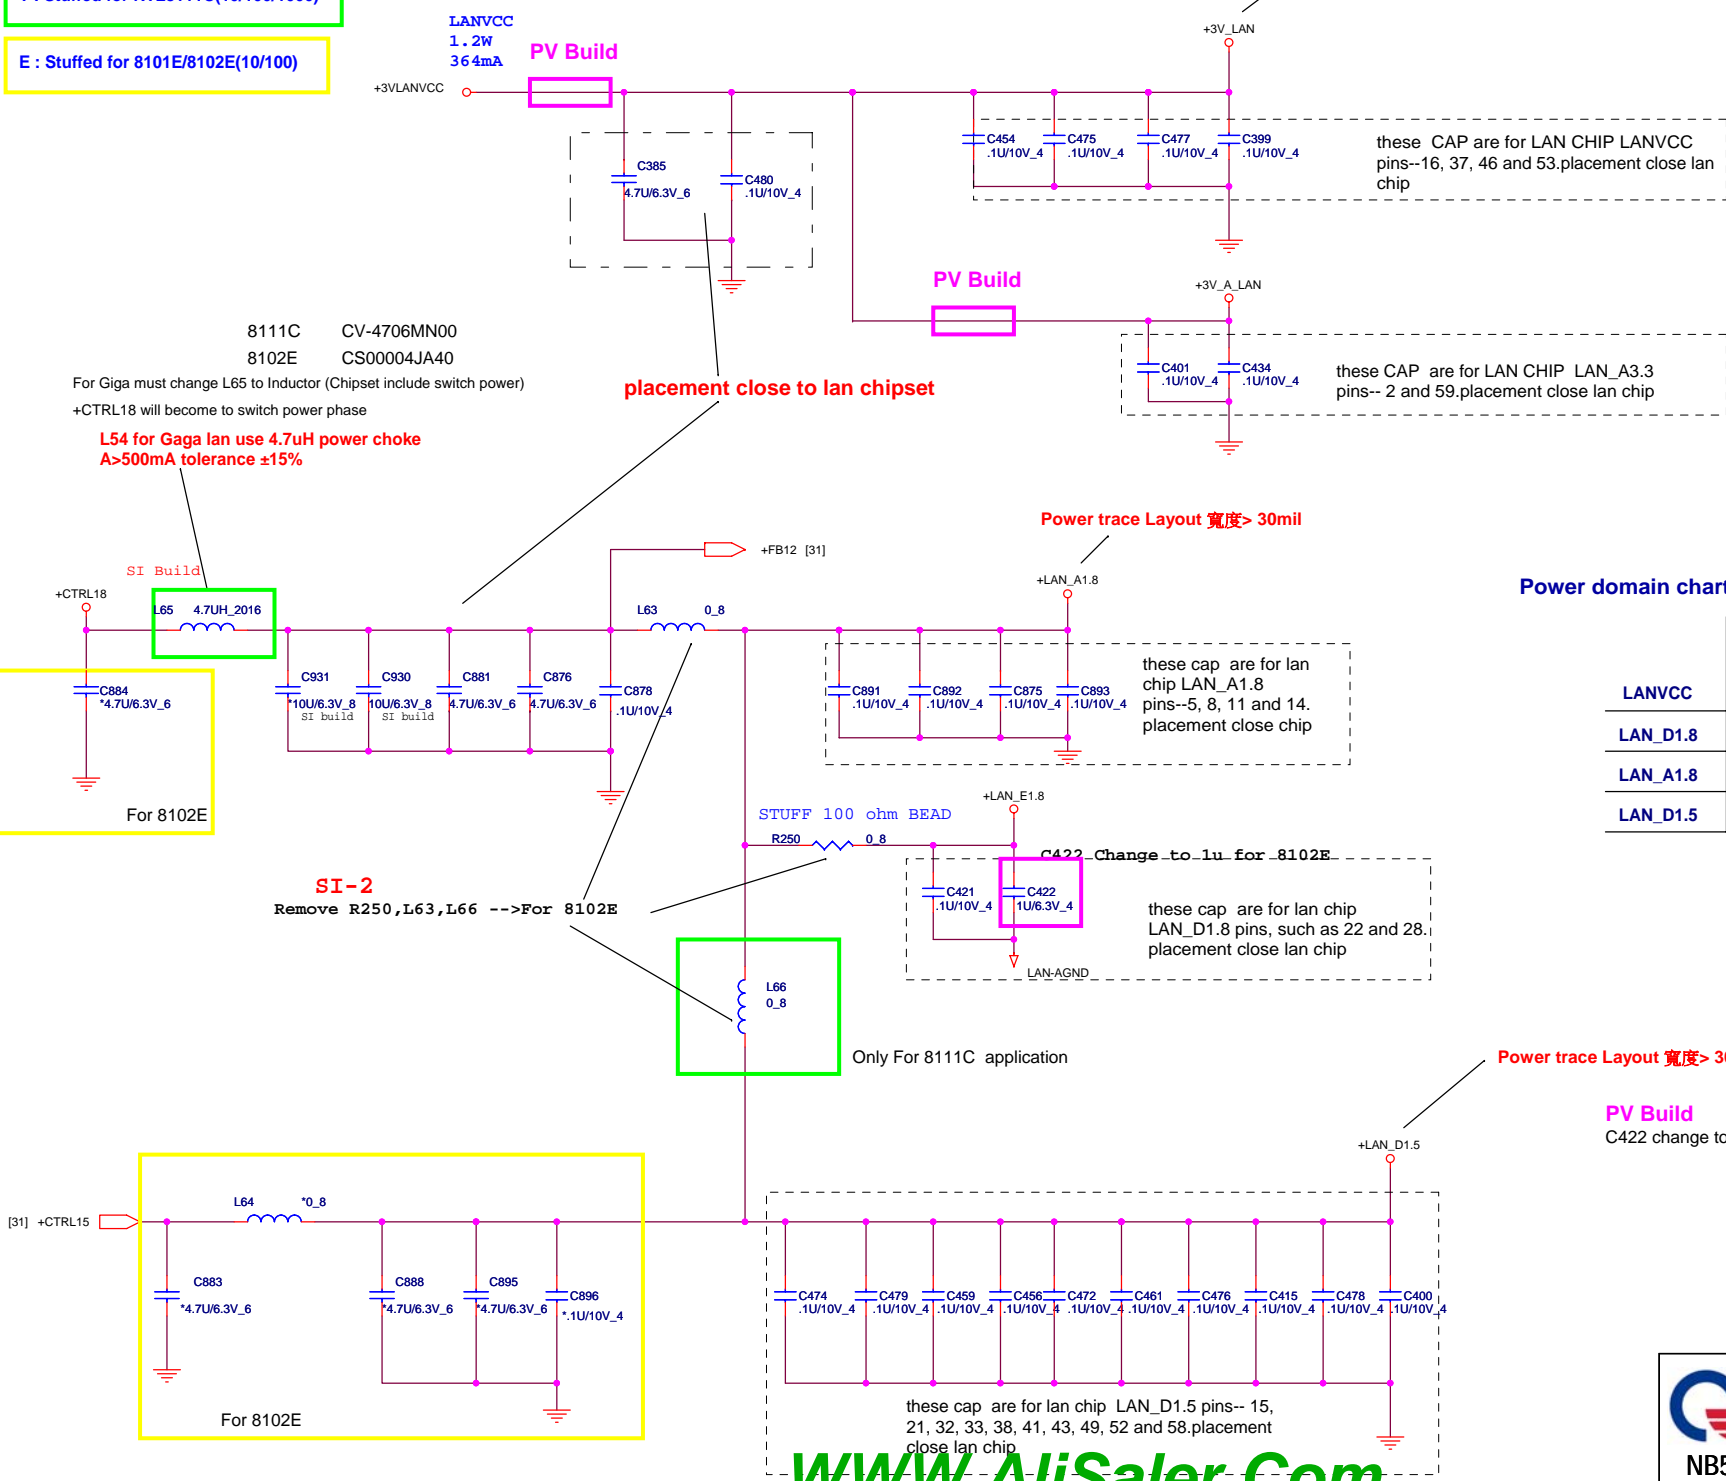 E : Stuffed for 8101E/8102E(10/100)
LANVCC
1.2W
364mA
PV Build
+3VLANVCC
+3V_LAN
C385
4.7U/6.3V_6
C480
.1U/10V_4
C454
.1U/10V_4
C475
.1U/10V_4
C477
.1U/10V_4
C399
.1U/10V_4
these CAP are for LAN CHIP LANVCC
pins--16, 37, 46 and 53.placement close lan
chip
PV Build
+3V_A_LAN
C401
.1U/10V_4
C434
.1U/10V_4
these CAP are for LAN CHIP LAN_A3.3
pins-- 2 and 59.placement close lan chip
8111C CV-4706MN00
8102E CS00004JA40
For Giga must change L65 to Inductor (Chipset include switch power)
+CTRL18 will become to switch power phase
L54 for Gaga lan use 4.7uH power choke
A>500mA tolerance ±15%
placement close to lan chipset
Power trace Layout 寬度> 30mil
+FB12 [31]
SI Build
+CTRL18
L65 4.7UH_2016
L63 0_8
+LAN_A1.8
C884
*4.7U/6.3V_6
C931
*10U/6.3V_8
SI build
C930
10U/6.3V_8
SI build
C881
4.7U/6.3V_6
C876
4.7U/6.3V_6
C878
.1U/10V_4
C891
.1U/10V_4
C892
.1U/10V_4
C875
.1U/10V_4
C893
.1U/10V_4
these cap are for lan
chip LAN_A1.8
pins--5, 8, 11 and 14.
placement close chip
For 8102E
Power domain chart
LANVCC
LAN_D1.8
LAN_A1.8
LAN_D1.5
STUFF 100 ohm BEAD
R250 0_8
+LAN_E1.8
C422 Change to 1u for 8102E
C421
.1U/10V_4
C422
1U/6.3V_4
LAN-AGND
these cap are for lan chip
LAN_D1.8 pins, such as 22 and 28.
placement close lan chip
SI-2
Remove R250,L63,L66 -->For 8102E
L66
0_8
Only For 8111C application
Power trace Layout 寬度>
PV Build
C422 change to
+LAN_D1.5
[31] +CTRL15
L64 *0_8
C883
*4.7U/6.3V_6
C888
*4.7U/6.3V_6
C895
*4.7U/6.3V_6
C896
*.1U/10V_4
For 8102E
C474
.1U/10V_4
C479
.1U/10V_4
C459
.1U/10V_4
C456
.1U/10V_4
C472
.1U/10V_4
C461
.1U/10V_4
C476
.1U/10V_4
C415
.1U/10V_4
C478
.1U/10V_4
C400
.1U/10V_4
these cap are for lan chip LAN_D1.5 pins-- 15,
21, 32, 33, 38, 41, 43, 49, 52 and 58.placement
close lan chip
WWW.AliSaler.Com
NB5